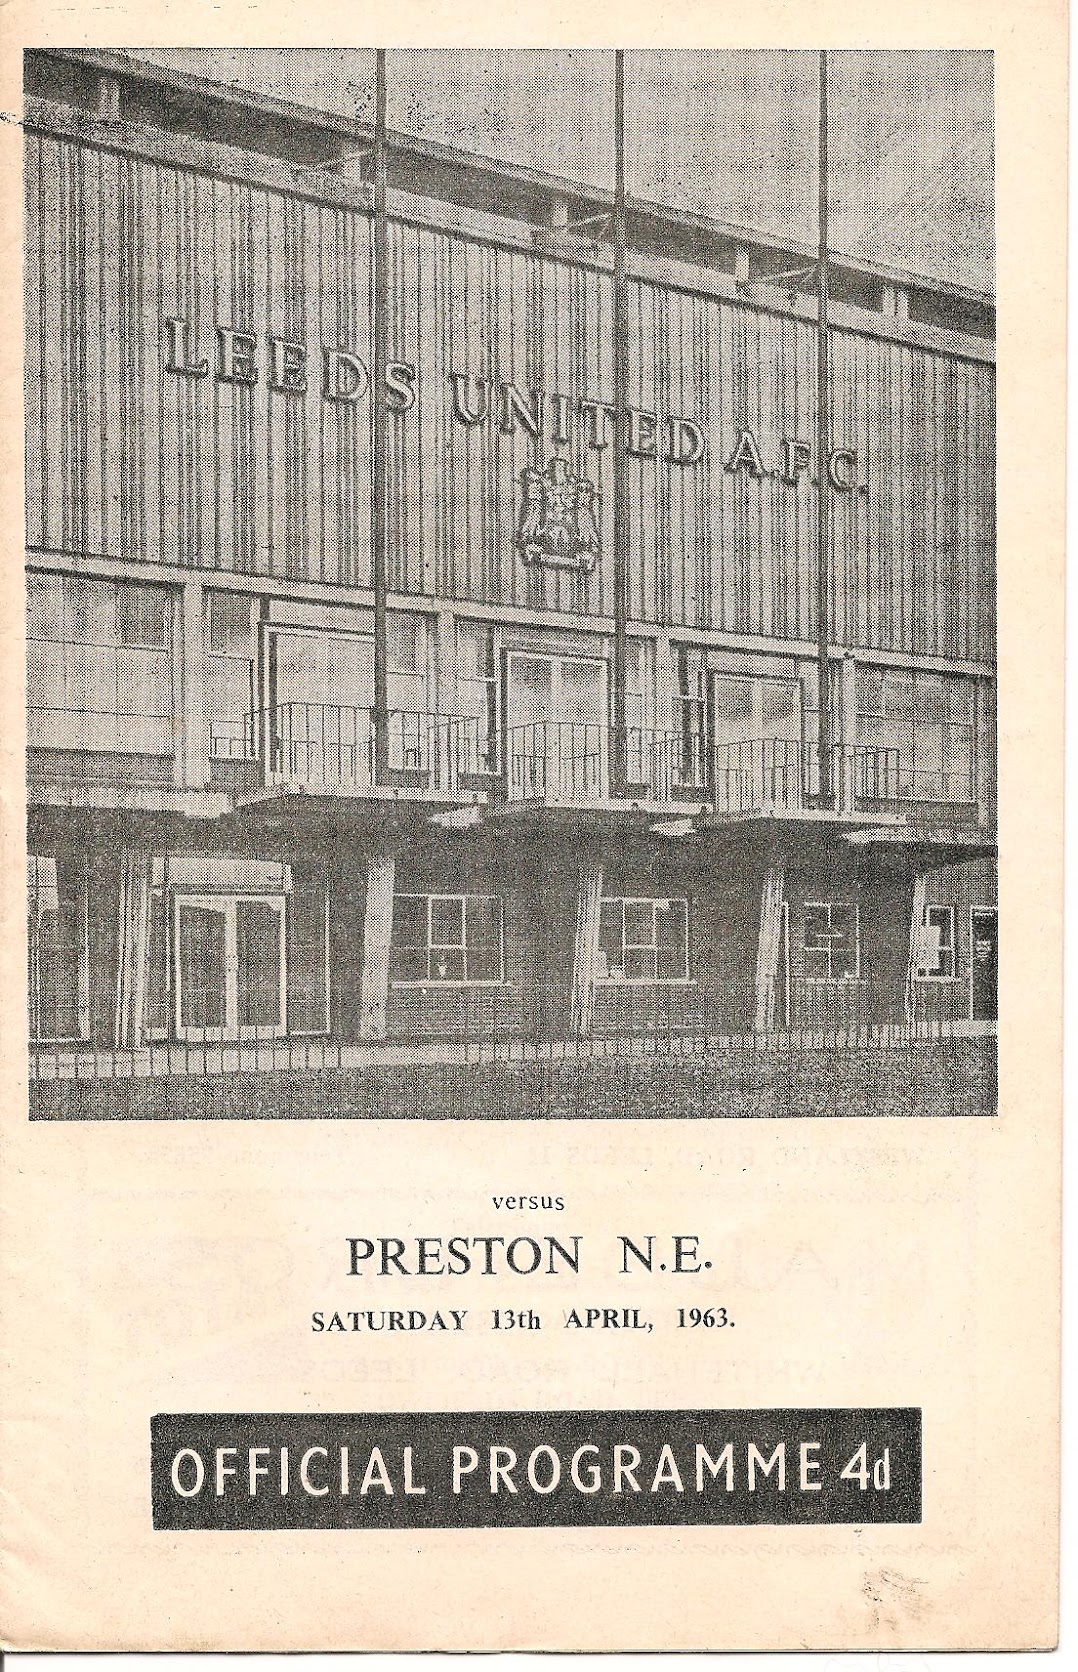 LEEDS UNITED A.F.C.
versus
PRESTON N.E.
SATURDAY 13th APRIL, 1963.
OFFICIAL PROGRAMME 4d